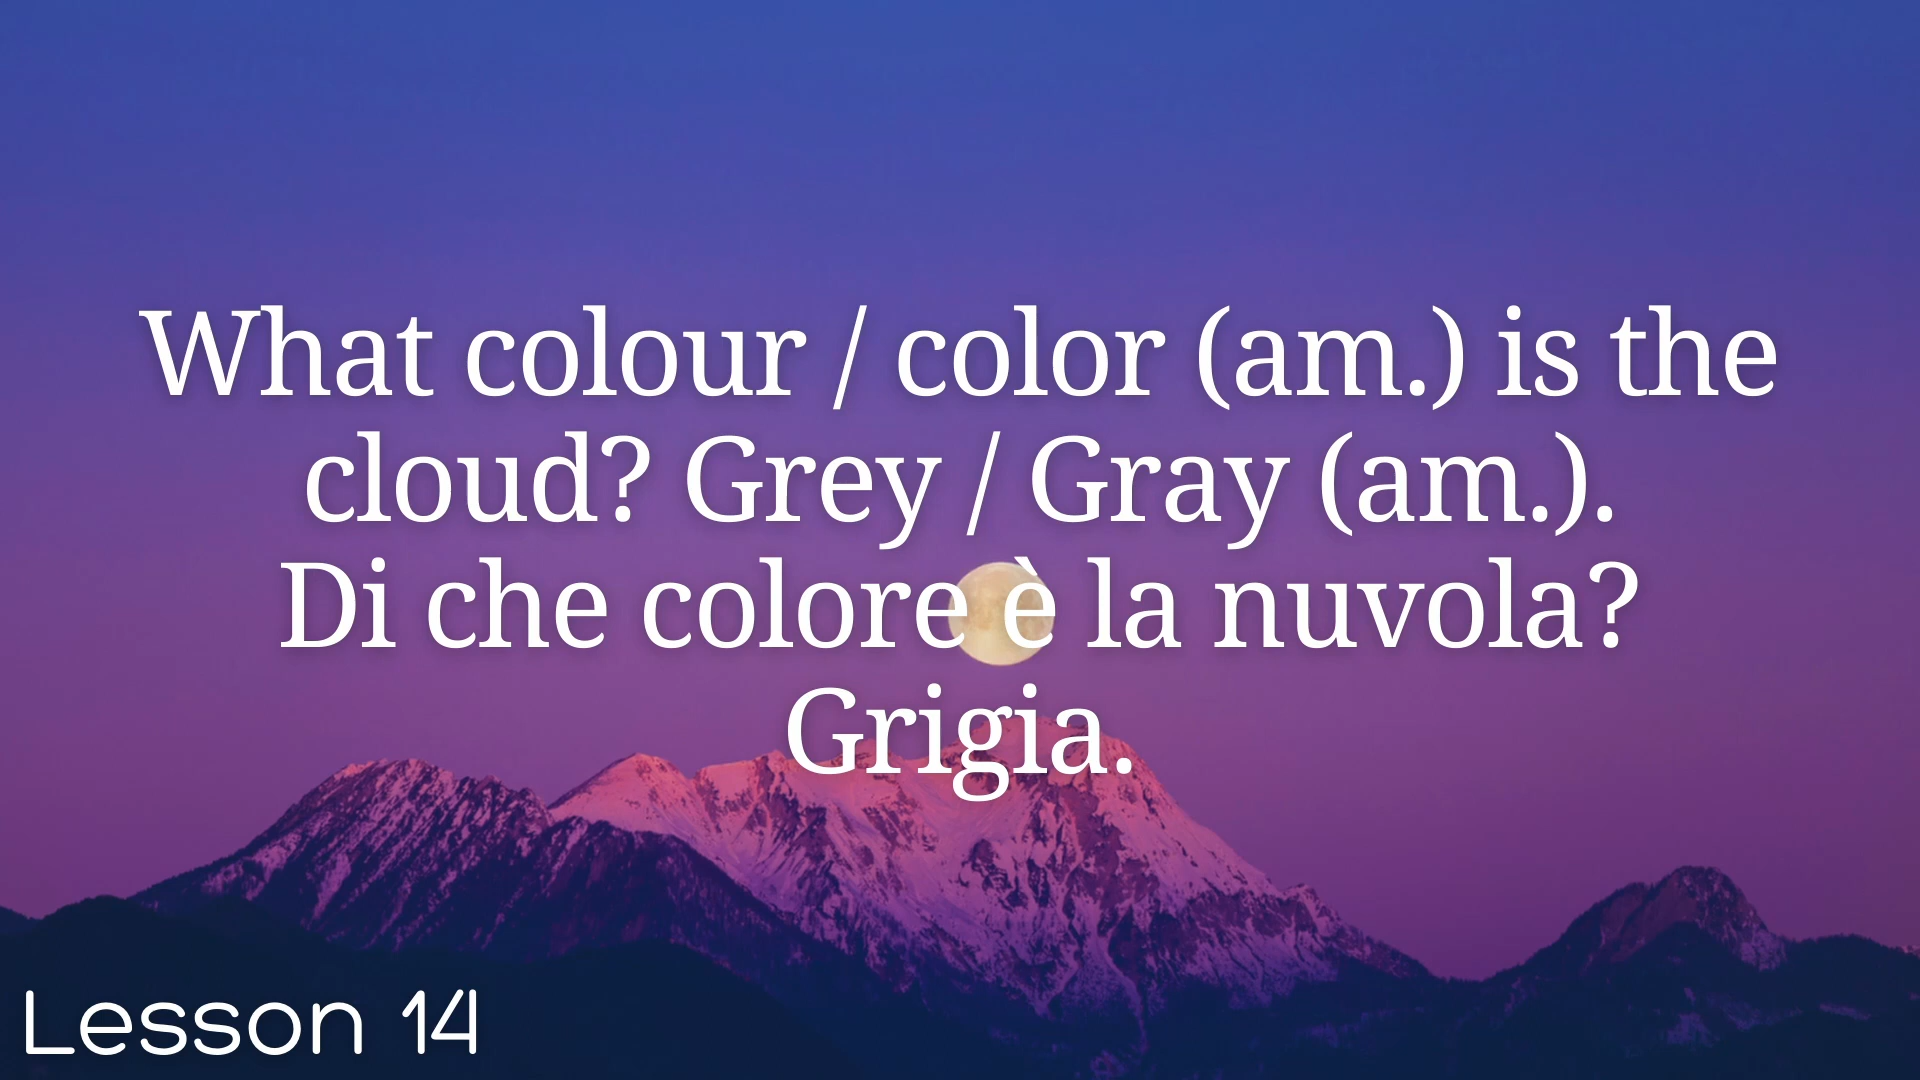 What colour / color (am.) is the
cloud? Grey / Gray (am.).
Di che colore è la nuvola?
Grigia.
Lesson 14